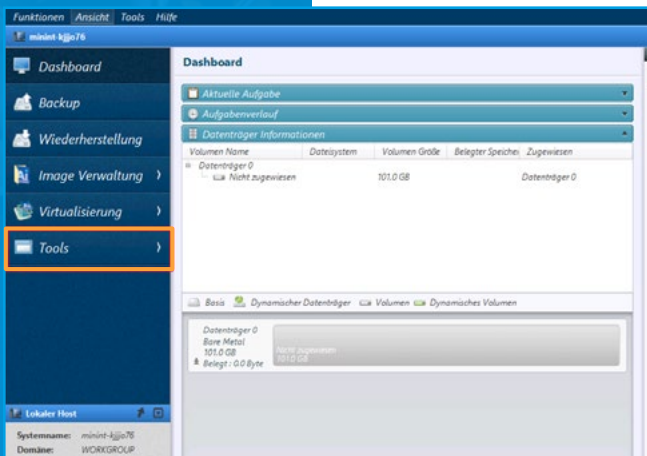 Funktionen Ansicht Tools Hilfe
minint-kjjo76
Dashboard
Backup
Wiederherstellung
Image Verwaltung
Virtualisierung
Tools
Dashboard
Aktuelle Aufgabe
Aufgabenverlauf
Datenträger Informationen
Volumen Name Dateisystem Volumen Größe Belegter Speicher Zugewiesen
Datenträger 0
Nicht zugewiesen 101.0 GB Datenträger 0
Basis Dynamischer Datenträger Volumen Dynamisches Volumen
Datenträger 0
Bare Metal
101.0 GB
Belegt : 0.0 Byte
Nicht zugewiesen
101.0 GB
Lokaler Host
Systemname: minint-kjjo76
Domäne: WORKGROUP